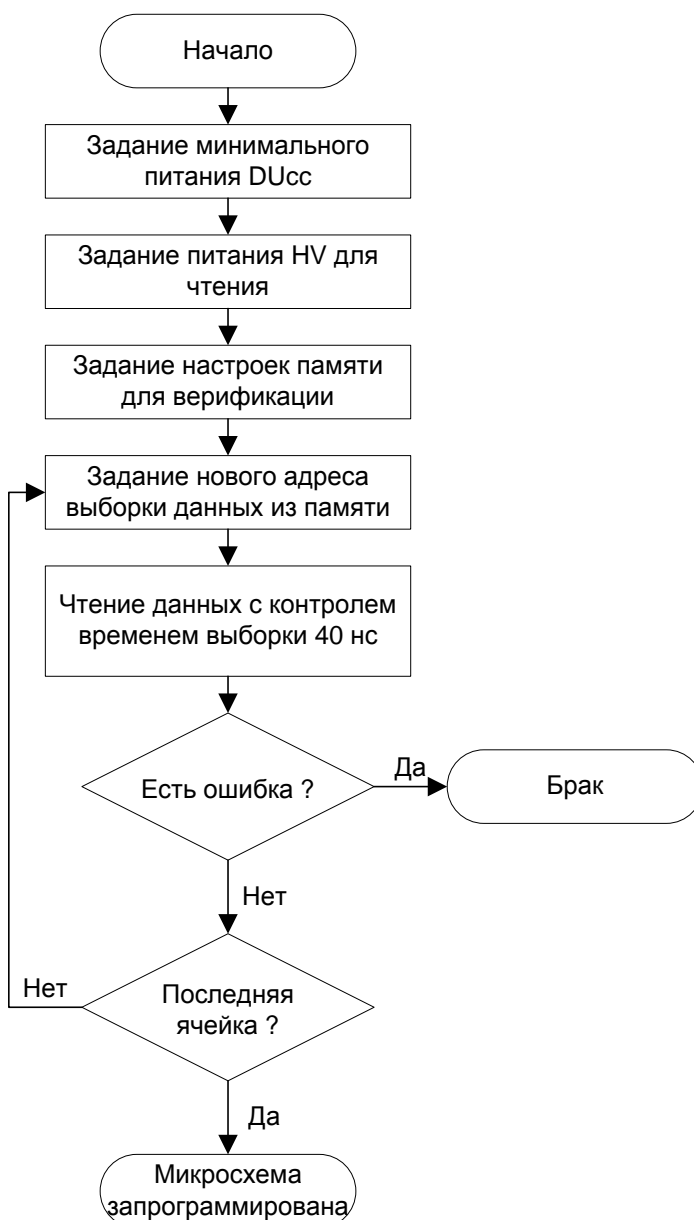 Начало
Задание минимального
питания DUcc
Задание питания HV для
чтения
Задание настроек памяти
для верификации
Задание нового адреса
выборки данных из памяти
Чтение данных с контролем
временем выборки 40 нс
Есть ошибка ?
Да
Брак
Нет
Последняя
ячейка ?
Нет
Да
Микросхема
запрограммирована